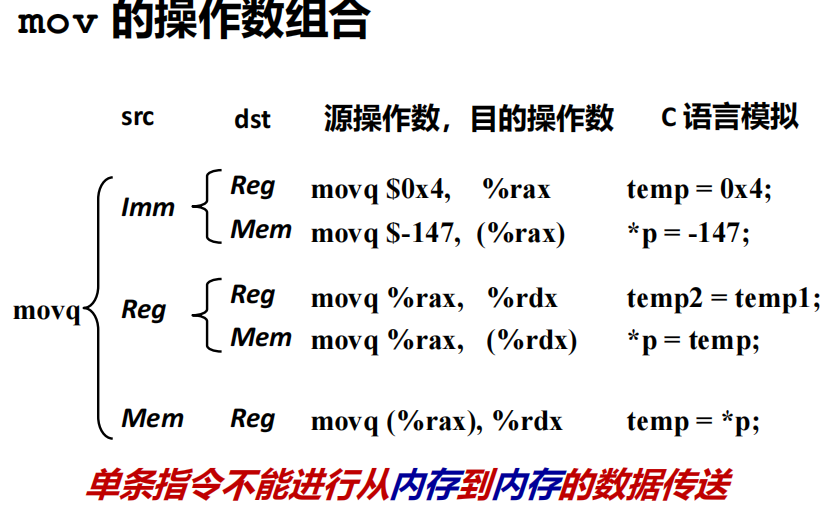 mov 的操作数组合
src dst 源操作数，目的操作数 C 语言模拟
Imm Reg movq $0x4, %rax temp = 0x4;
Mem movq $-147, (%rax) *p = -147;
movq Reg Reg movq %rax, %rdx temp2 = temp1;
Mem movq %rax, (%rdx) *p = temp;
Mem Reg movq (%rax), %rdx temp = *p;
单条指令不能进行从内存到内存的数据传送